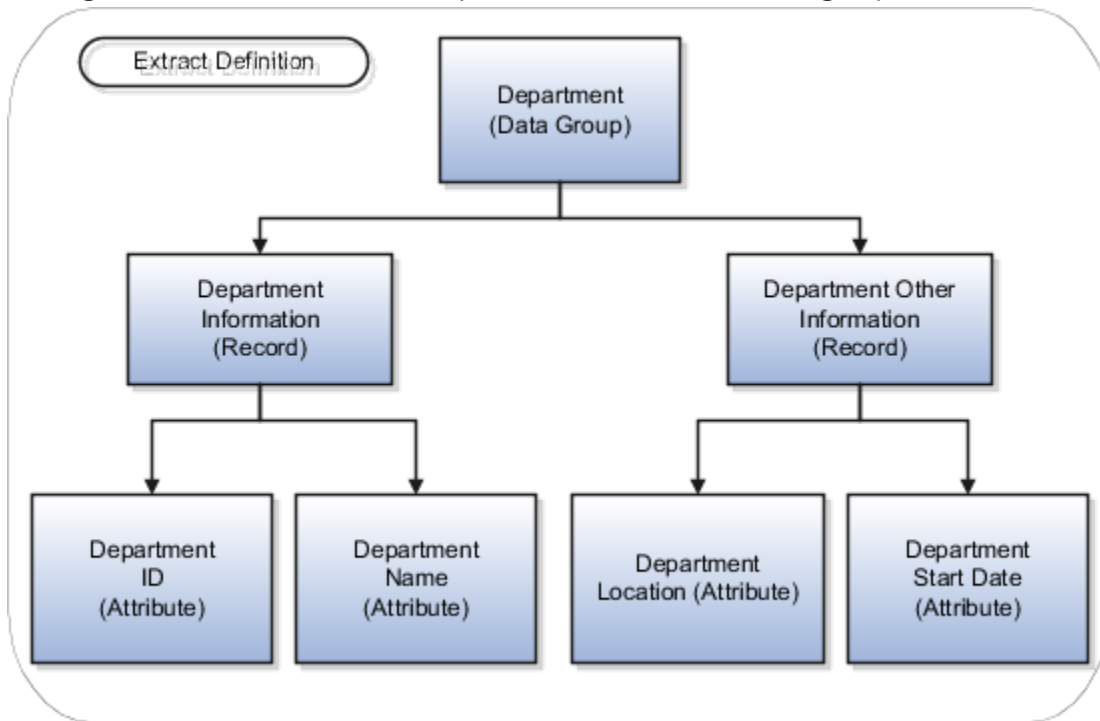 Extract Definition
Department
(Data Group)
Department
Information
(Record)
Department Other
Information
(Record)
Department
ID
(Attribute)
Department
Name
(Attribute)
Department
Location (Attribute)
Department
Start Date
(Attribute)